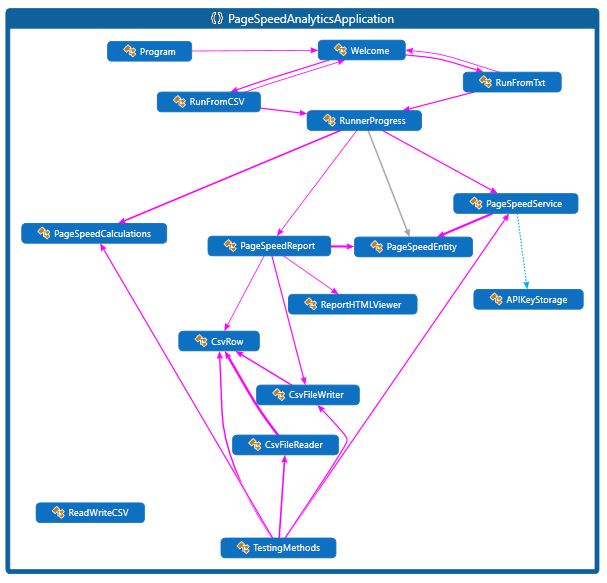 PageSpeedAnalyticsApplication
Program
Welcome
RunFromTxt
RunFromCSV
RunnerProgress
PageSpeedService
PageSpeedCalculations
PageSpeedReport
PageSpeedEntity
ReportHTMLViewer
APIKeyStorage
CsvRow
CsvFileWriter
CsvFileReader
ReadWriteCSV
TestingMethods